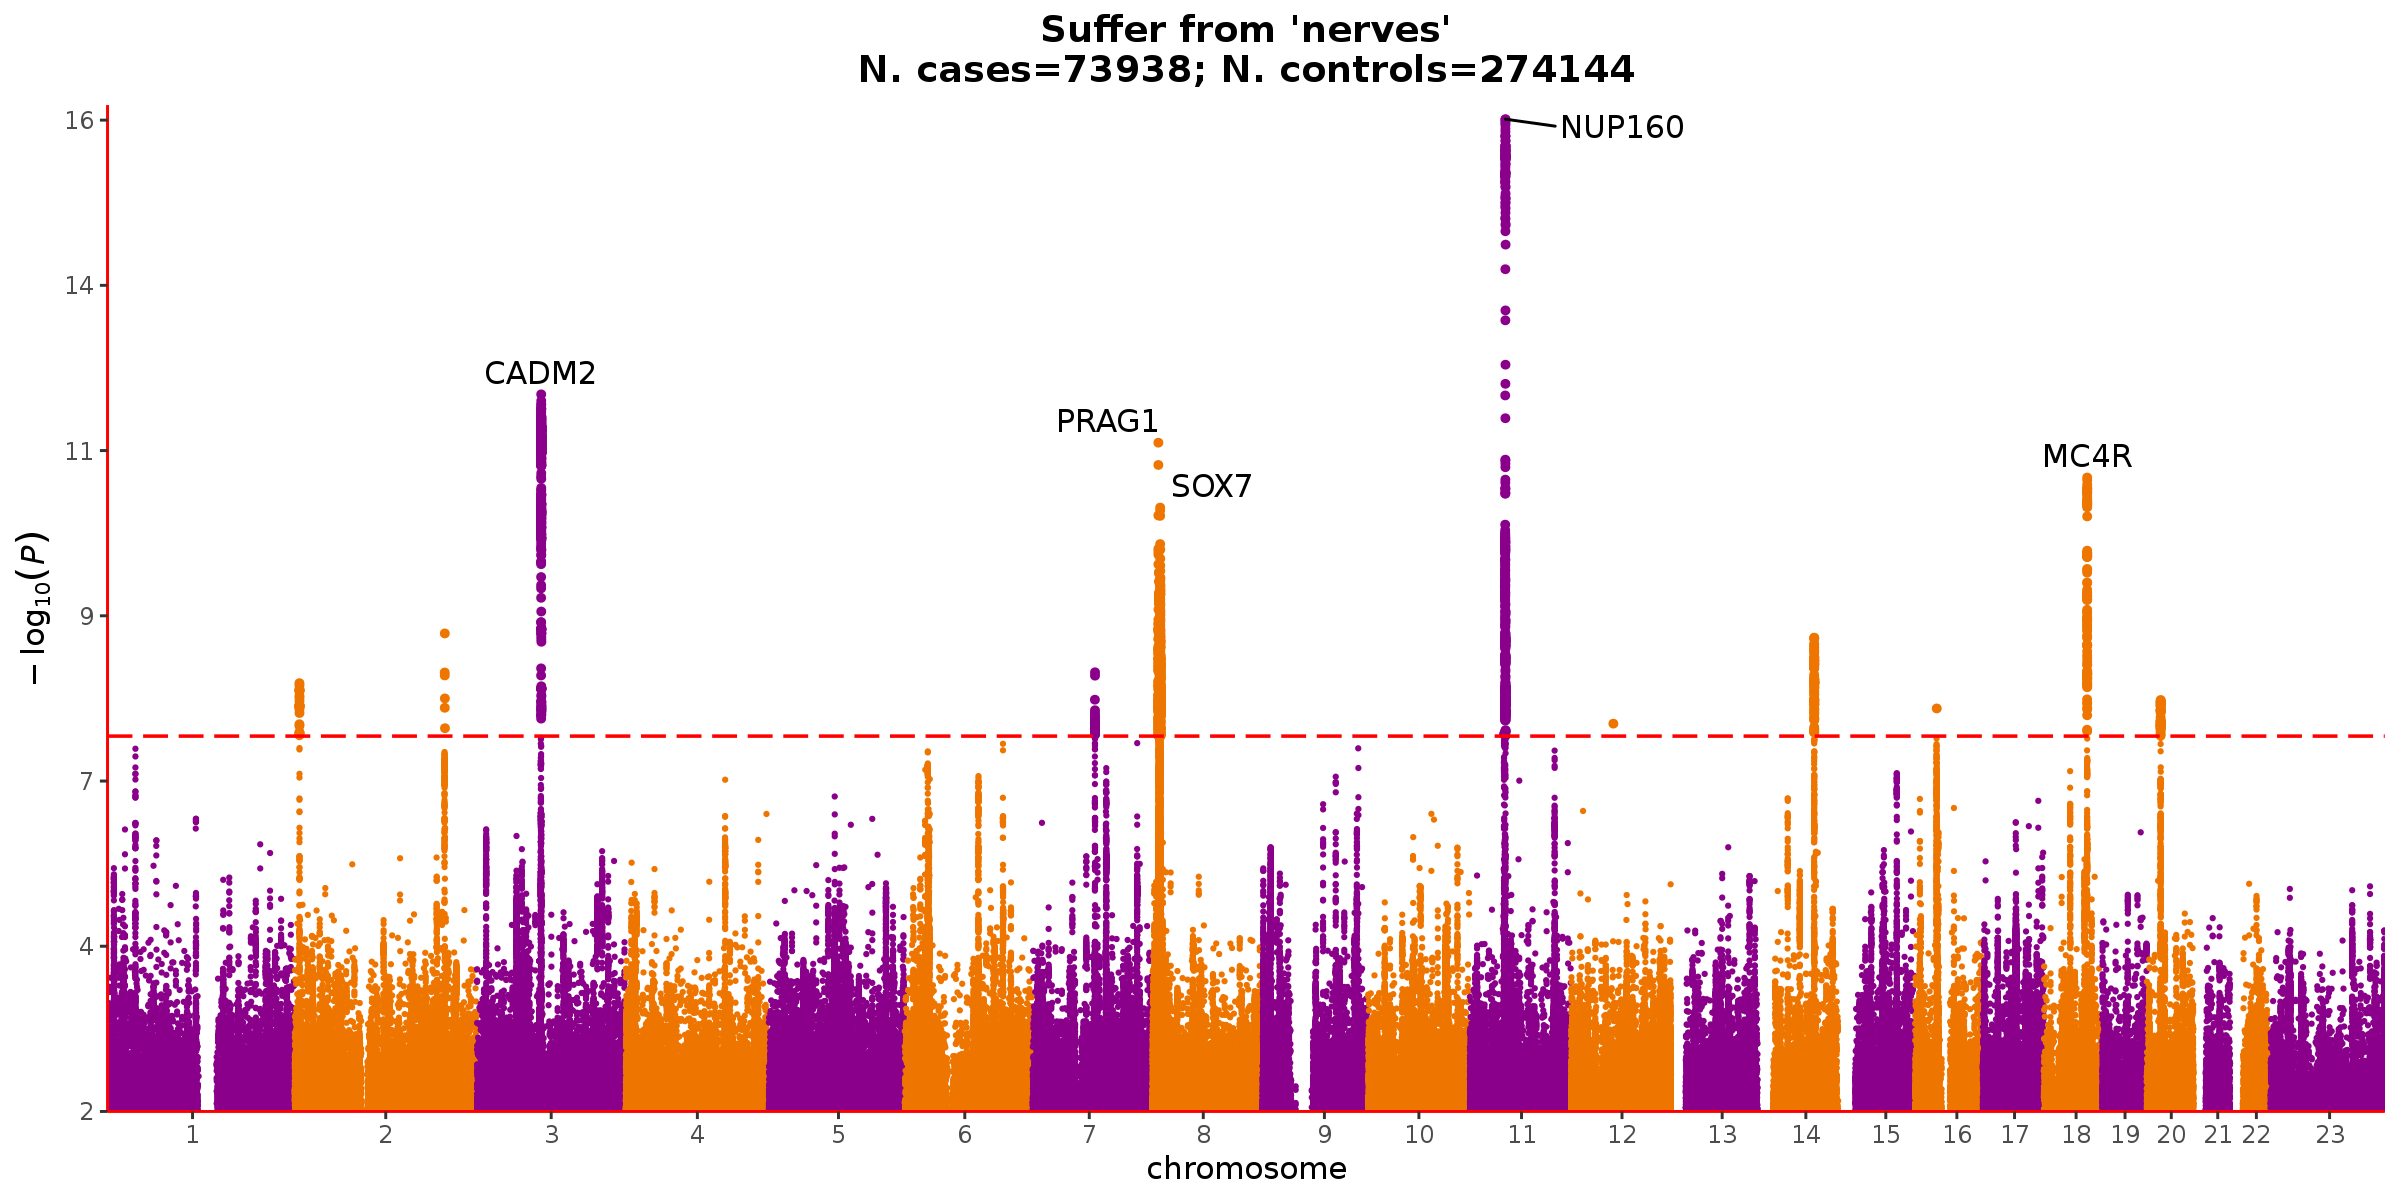 Suffer from 'nerves'
N. cases=73938; N. controls=274144
16
NUP160
14
CADM2
PRAG1
11
MC4R
SOX7
−log₁₀(P)
9
7
4
2
1 2 3 4 5 6 7 8 9 10 11 12 13 14 15 16 17 18 19 20 21 22 23
chromosome